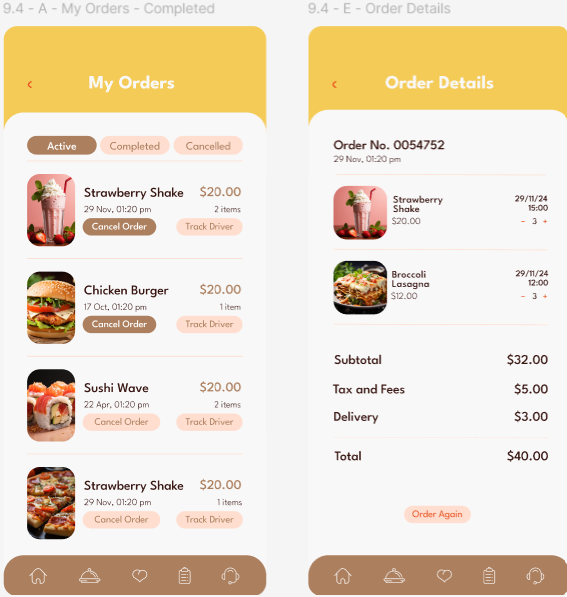 9.4 - A - My Orders - Completed
My Orders
Active Completed Cancelled
Strawberry Shake $20.00
29 Nov, 01:20 pm 2 items
Cancel Order Track Driver
Chicken Burger $20.00
17 Oct, 01:20 pm 1 item
Cancel Order Track Driver
Sushi Wave $20.00
22 Apr, 01:20 pm 2 items
Cancel Order Track Driver
Strawberry Shake $20.00
29 Nov, 01:20 pm 1 items
Cancel Order Track Driver
9.4 - E - Order Details
Order Details
Order No. 0054752
29 Nov, 01:20 pm
Strawberry 29/11/24
Shake 15:00
$20.00 - 3 +
Broccoli 29/11/24
Lasagna 12:00
$12.00 - 3 +
Subtotal $32.00
Tax and Fees $5.00
Delivery $3.00
Total $40.00
Order Again